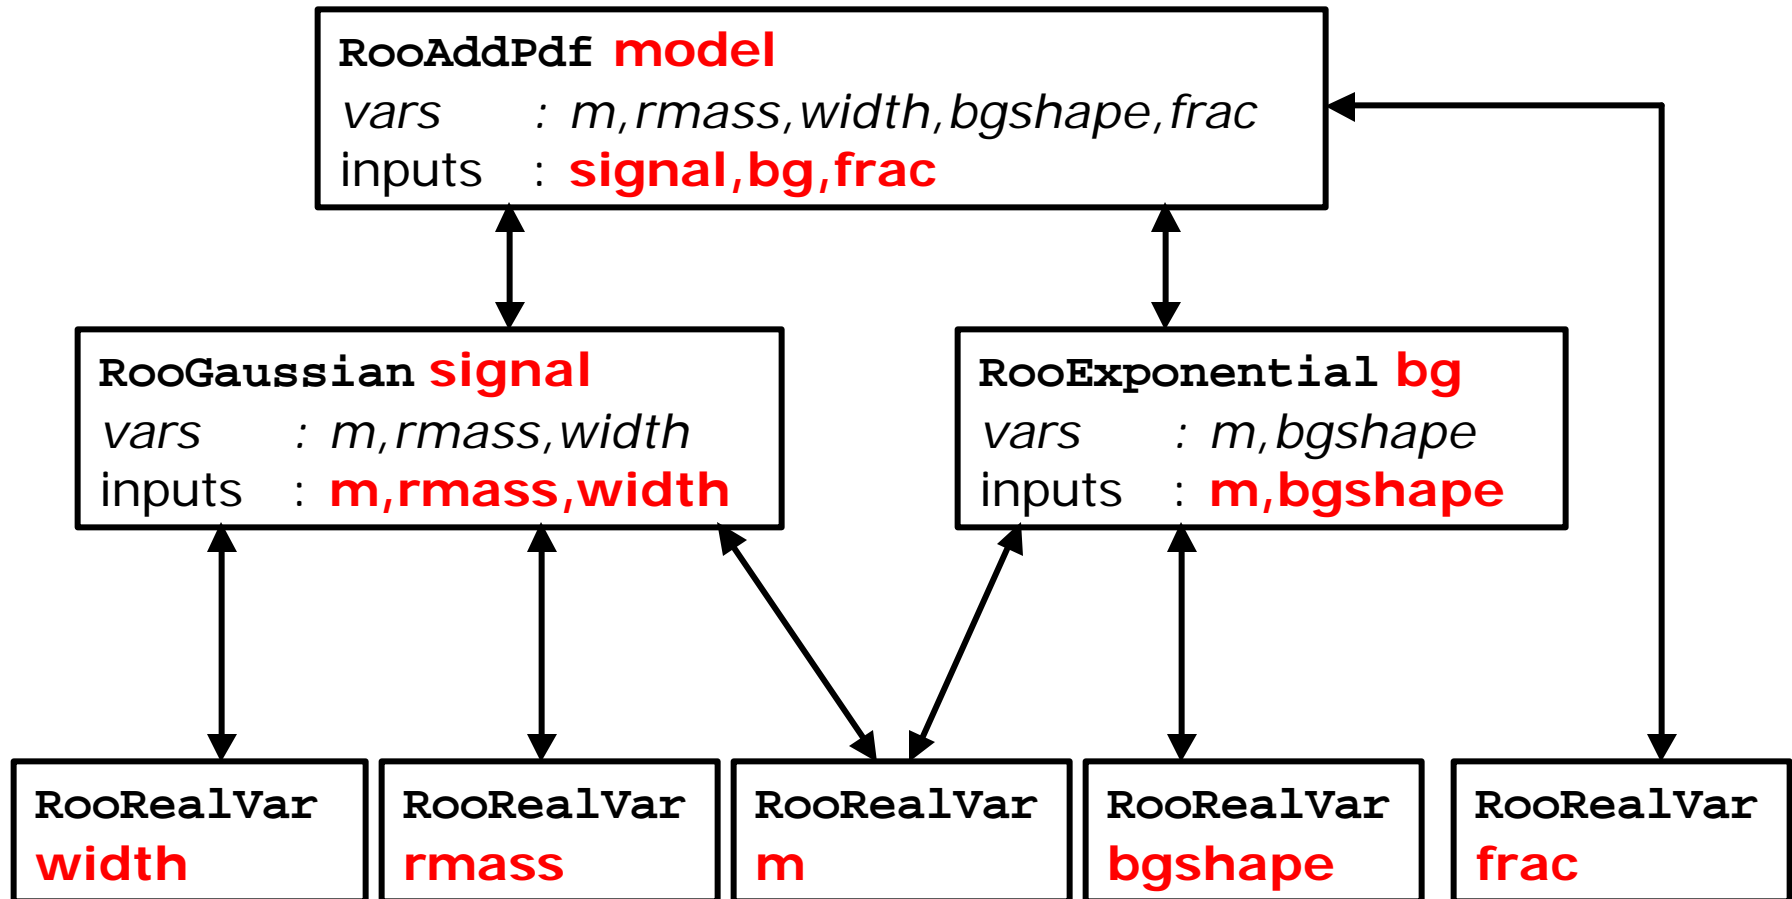 RooAddPdf model
vars : m,rmass,width,bgshape,frac
inputs : signal,bg,frac
RooGaussian signal
vars : m,rmass,width
inputs : m,rmass,width
RooExponential bg
vars : m,bgshape
inputs : m,bgshape
RooRealVar
width
RooRealVar
rmass
RooRealVar
m
RooRealVar
bgshape
RooRealVar
frac